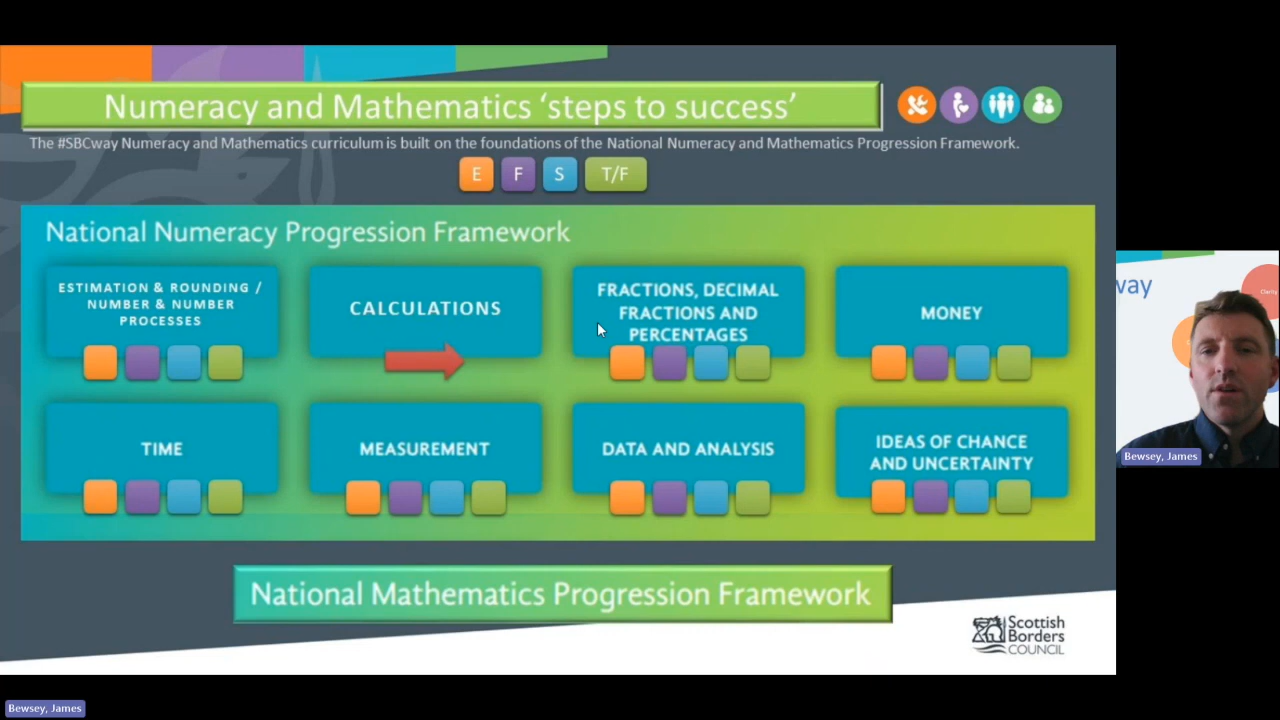 Numeracy and Mathematics ‘steps to success’
The #SBCway Numeracy and Mathematics curriculum is built on the foundations of the National Numeracy and Mathematics Progression Framework.
E F S T/F
National Numeracy Progression Framework
ESTIMATION & ROUNDING /
NUMBER & NUMBER
PROCESSES
CALCULATIONS
FRACTIONS, DECIMAL
FRACTIONS AND
PERCENTAGES
MONEY
TIME
MEASUREMENT
DATA AND ANALYSIS
IDEAS OF CHANCE
AND UNCERTAINTY
National Mathematics Progression Framework
Scottish
Borders
COUNCIL
way
Clarity
Bewsey, James
Bewsey, James